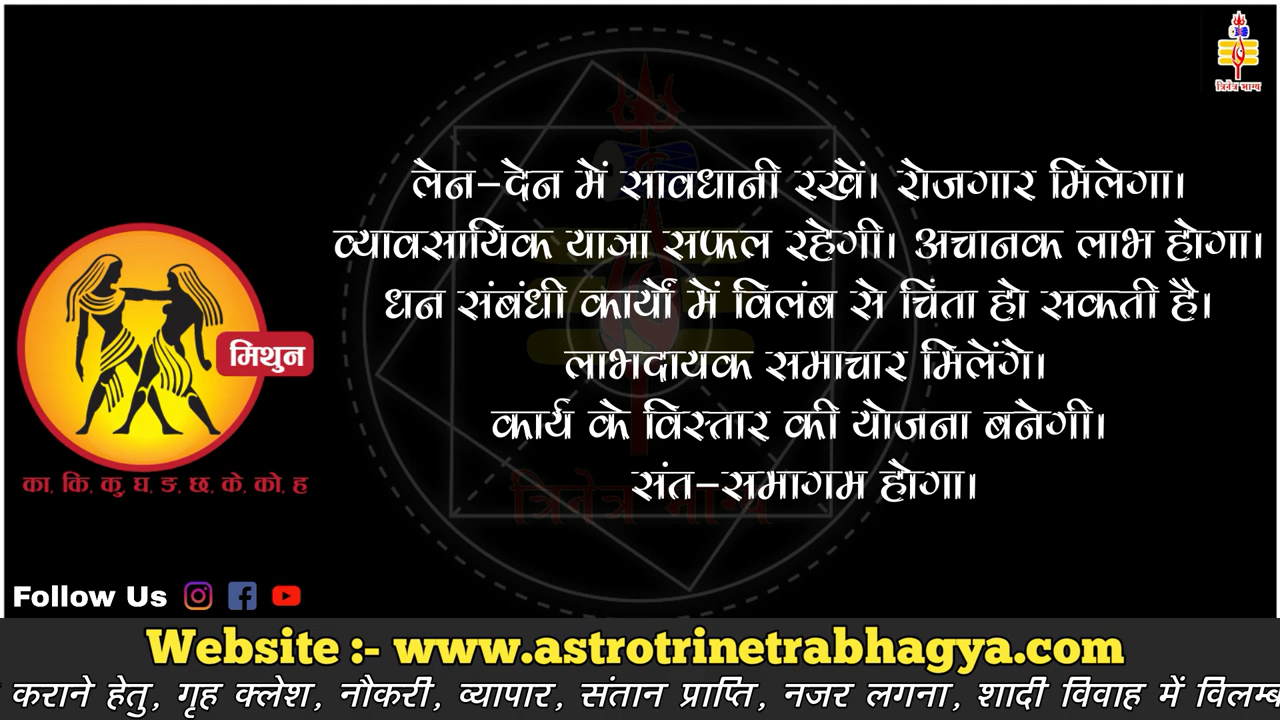 त्रिनेत्र भाग्य
लेन-देन में सावधानी रखें। रोजगार मिलेगा।
व्यावसायिक यात्रा सफल रहेगी। अचानक लाभ होगा।
धन संबंधी कार्यों में विलंब से चिंता हो सकती है।
लाभदायक समाचार मिलेंगे।
कार्य के विस्तार की योजना बनेगी।
संत-समागम होगा।
मिथुन
का, कि, कु, घ, ङ, छ, के, को, ह
त्रिनेत्र भाग्य
Follow Us
Website :- www.astrotrinetrabhagya.com
कराने हेतु, गृह क्लेश, नौकरी, व्यापार, संतान प्राप्ति, नजर लगना, शादी विवाह में विलम्ब